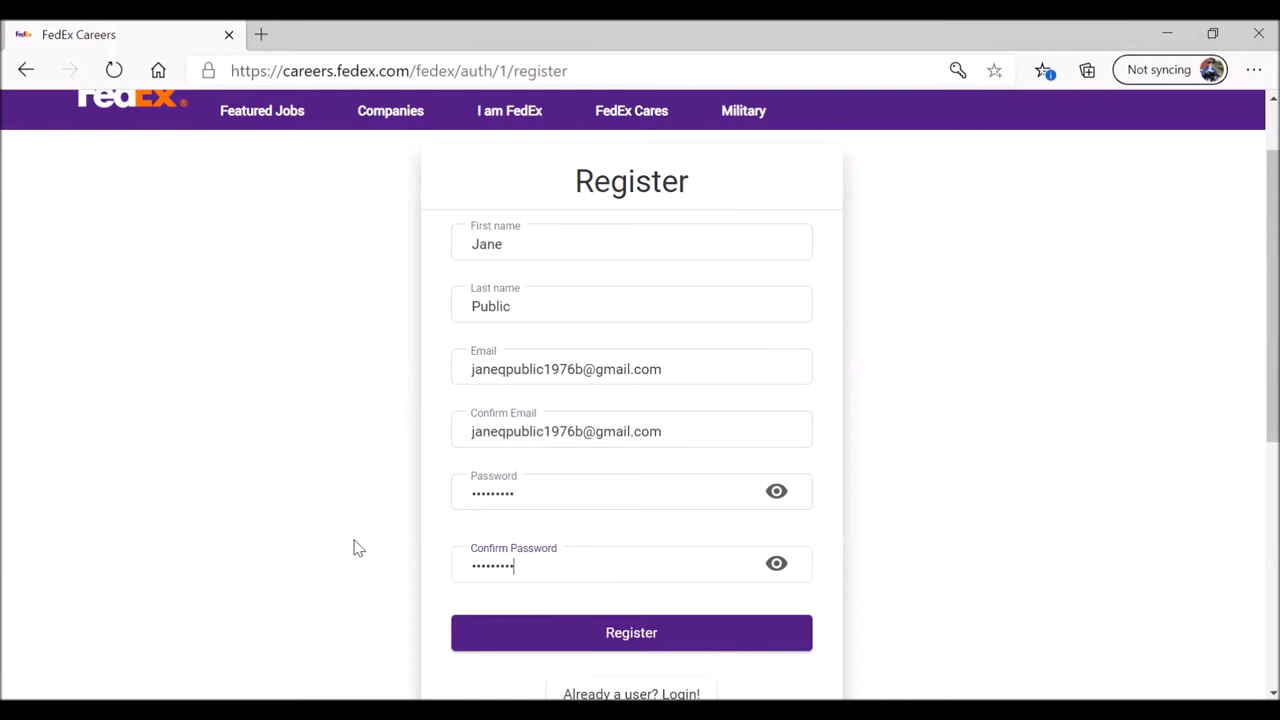 FedEx FedEx Careers
https://careers.fedex.com/fedex/auth/1/register
Not syncing
FedEx® Featured Jobs Companies I am FedEx FedEx Cares Military
Register
First name
Jane
Last name
Public
Email
janeqpublic1976b@gmail.com
Confirm Email
janeqpublic1976b@gmail.com
Password
•••••••••
Confirm Password
•••••••••
Register
Already a user? Login!